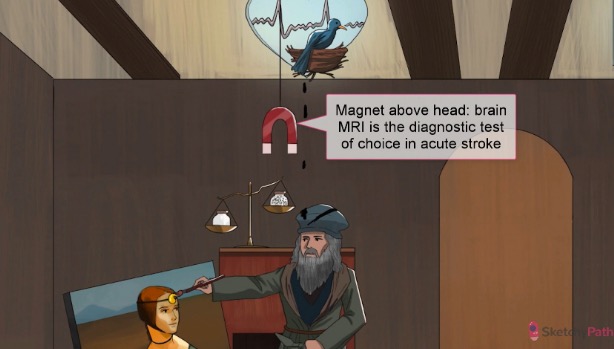 Magnet above head: brain
MRI is the diagnostic test
of choice in acute stroke
SketchyPath